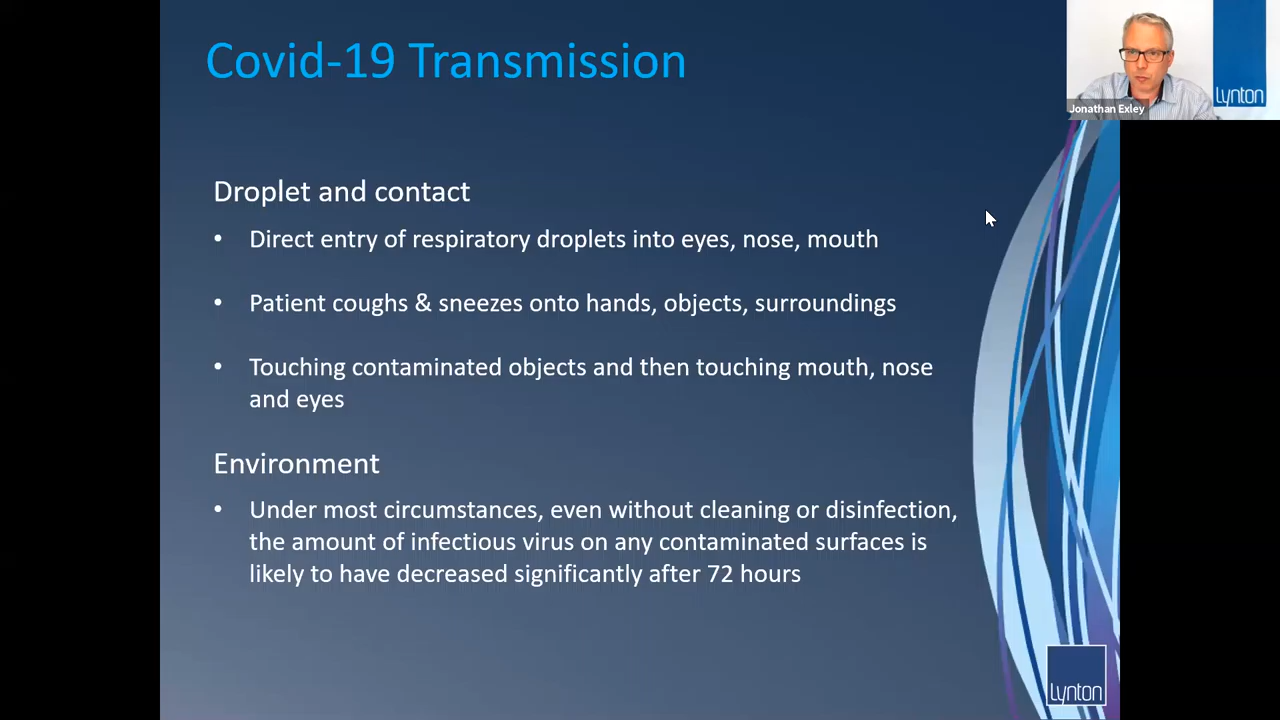 Covid-19 Transmission
Lynton
Jonathan Exley
Droplet and contact
• Direct entry of respiratory droplets into eyes, nose, mouth
• Patient coughs & sneezes onto hands, objects, surroundings
• Touching contaminated objects and then touching mouth, nose
and eyes
Environment
• Under most circumstances, even without cleaning or disinfection,
the amount of infectious virus on any contaminated surfaces is
likely to have decreased significantly after 72 hours
Lynton